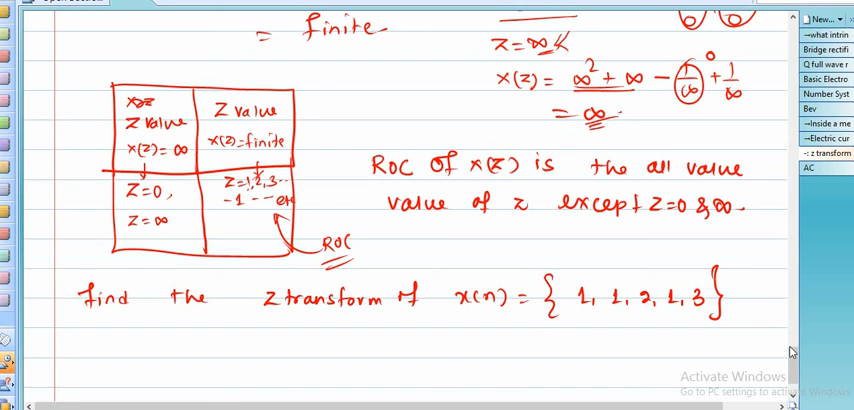 = finite
z = ∞
x(z) = ∞² + ∞ - 1/∞ 0 + 1/∞
= ∞
Z value
x(z) = ∞
Z value
x(z) = finite
Z=0,
Z=∞
Z=1,2,3..
-1 --- etc
ROC
ROC of x(z) is the all value
value of z except z=0 & ∞.
find the z transform of x(n) = { 1, 1, 2, 1, 3 }
New...
what intrin
Bridge rectifi
Q full wave r
Basic Electro
Number Syst
Bev
Inside a me
Electric cur
z transform
AC
Activate Windows
Go to PC settings to activate Windows